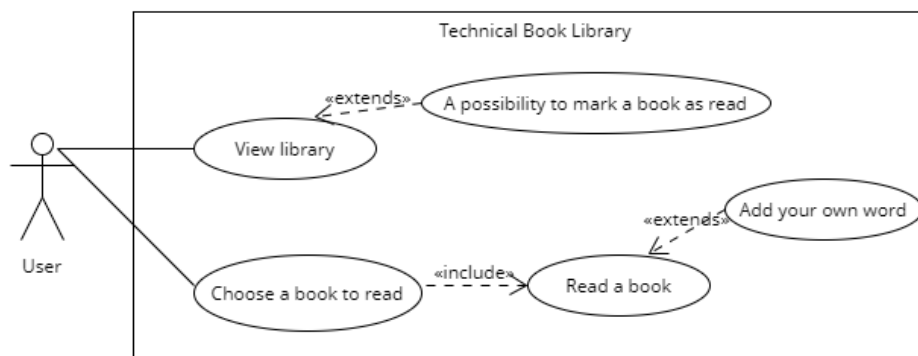 Technical Book Library
«extends»
A possibility to mark a book as read
View library
Add your own word
«extends»
User
Choose a book to read
«include»
Read a book